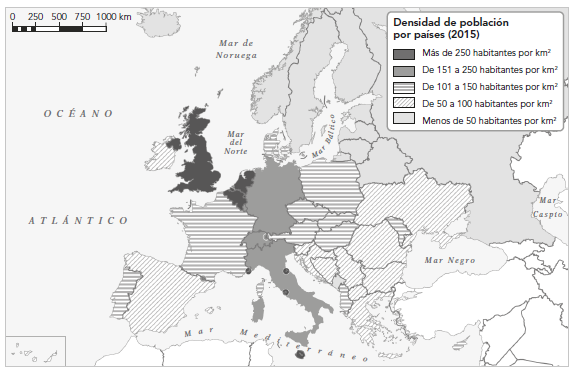 0 250 500 750 1000 km
Densidad de población
por países (2015)
Más de 250 habitantes por km²
De 151 a 250 habitantes por km²
De 101 a 150 habitantes por km²
De 50 a 100 habitantes por km²
Menos de 50 habitantes por km²
Mar de
Noruega
OCÉANO
Mar
del
Norte
Mar Báltico
ATLÁNTICO
Mar
Caspio
Mar Negro
Mar Mediterráneo